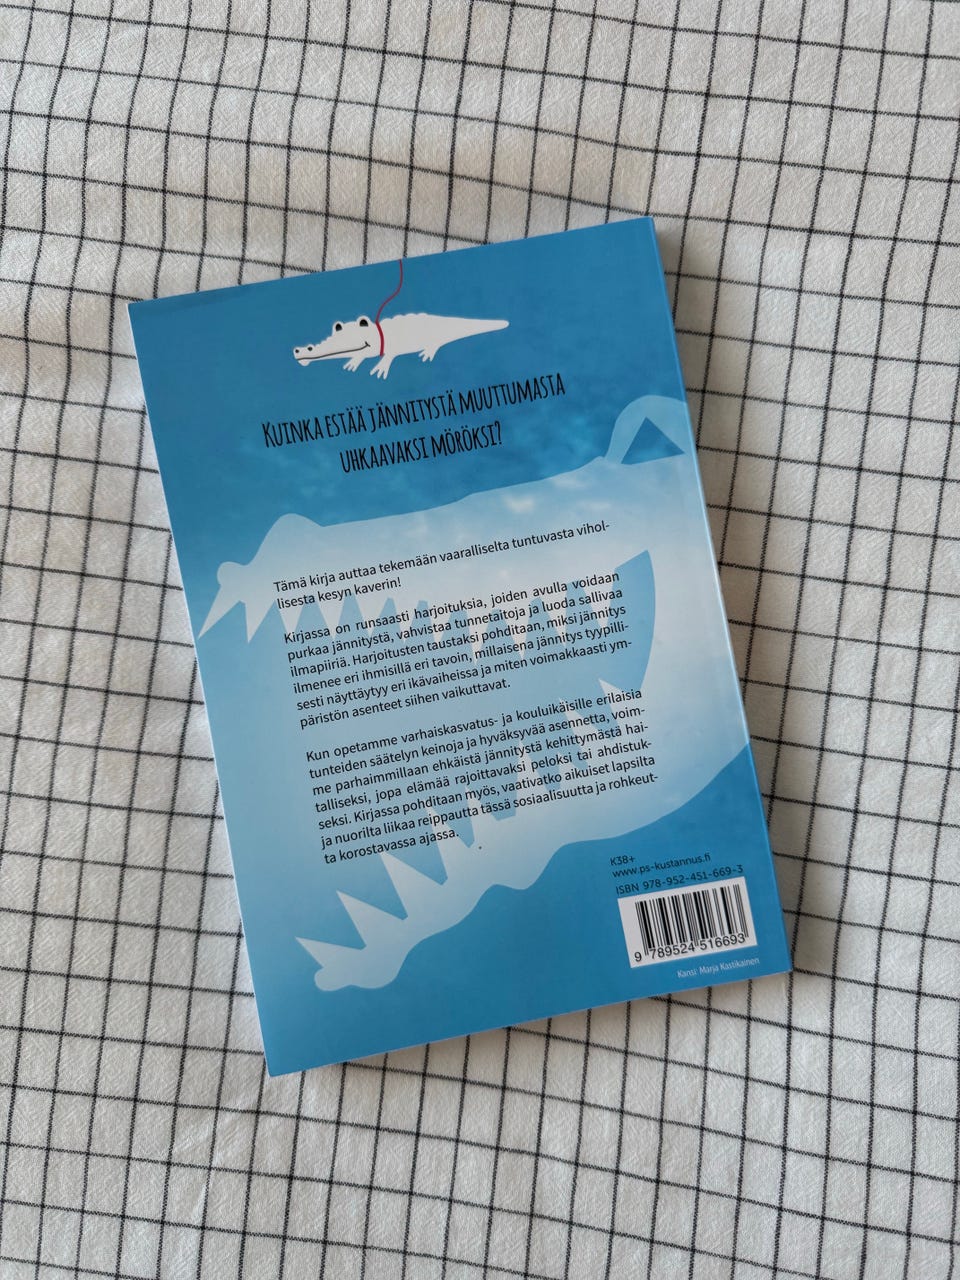 KUINKA ESTÄÄ JÄNNITYSTÄ MUUTTUMASTA
UHKAAVAKSI MÖRÖKSI?
Tämä kirja auttaa tekemään vaaralliselta tuntuvasta vihol-
lisesta kesyn kaverin!
Kirjassa on runsaasti harjoituksia, joiden avulla voidaan
purkaa jännitystä, vahvistaa tunnetaitoja ja luoda sallivaa
ilmapiiriä. Harjoitusten taustaksi pohditaan, miksi jännitys
ilmenee eri ihmisillä eri tavoin, millaisena jännitys tyypilli-
sesti näyttäytyy eri ikävaiheissa ja miten voimakkaasti ym-
päristön asenteet siihen vaikuttavat.
Kun opetamme varhaiskasvatus- ja kouluikäisille erilaisia
tunteiden säätelyn keinoja ja hyväksyvää asennetta, voim-
me parhaimmillaan ehkäistä jännitystä kehittymästä hai-
talliseksi, jopa elämää rajoittavaksi peloksi tai ahdistuk-
seksi. Kirjassa pohditaan myös, vaativatko aikuiset lapsilta
ja nuorilta liikaa reippautta tässä sosiaalisuutta ja rohkeut-
ta korostavassa ajassa.
K38+
www.ps-kustannus.fi
ISBN 978-952-451-669-3
9 789524 516693
Kansi: Marja Kostikainen